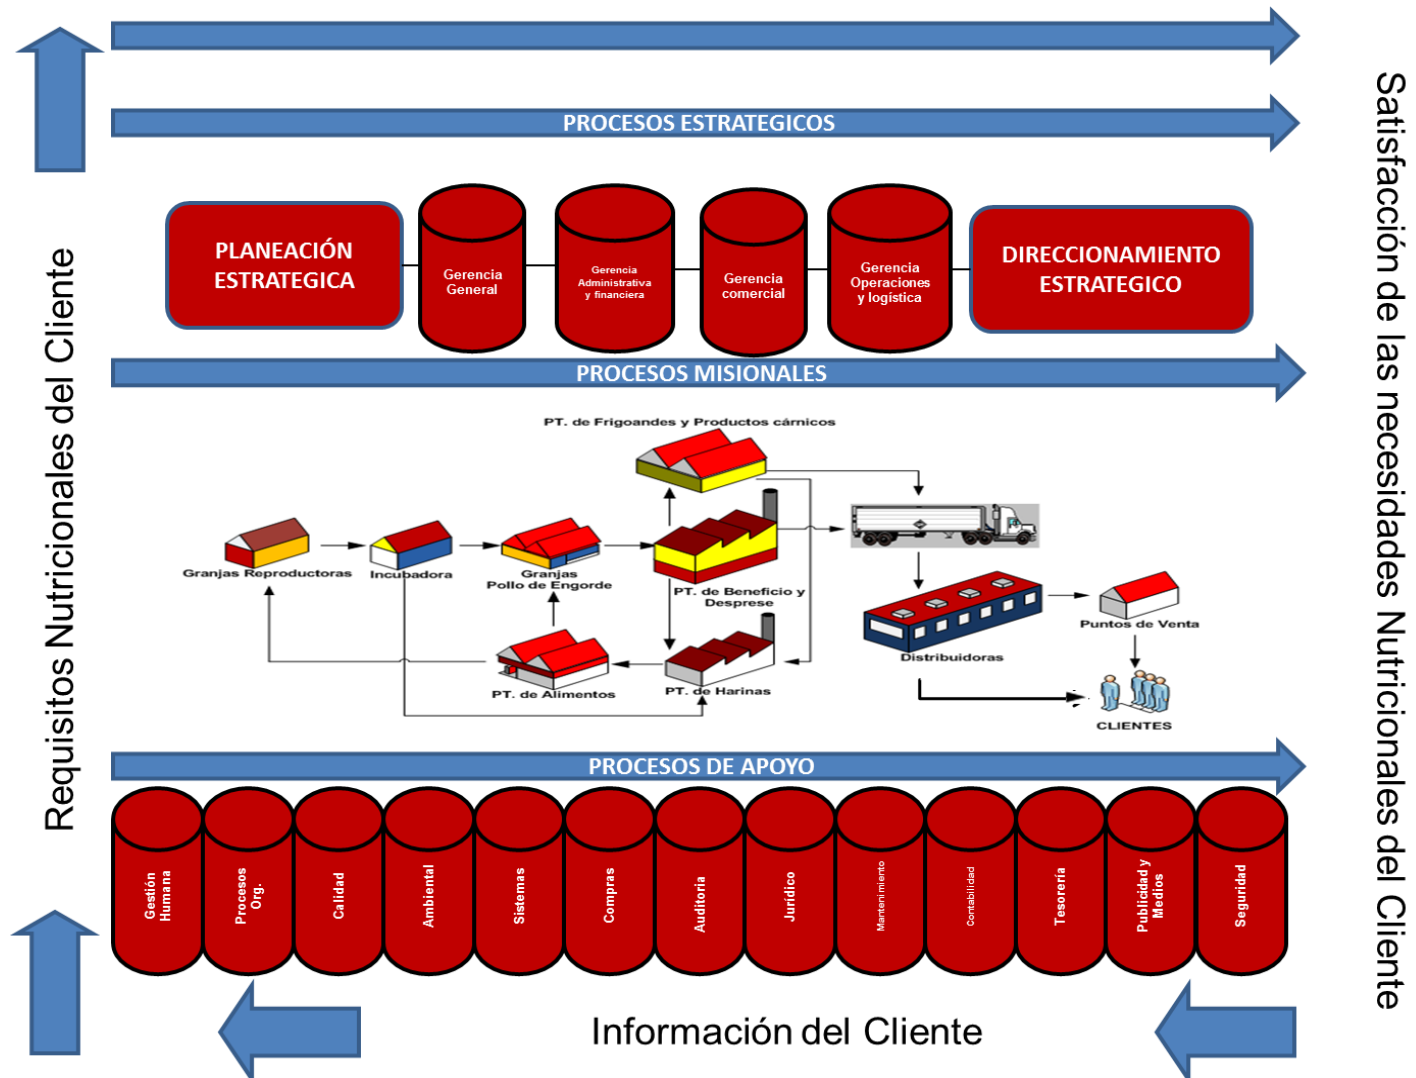 PROCESOS ESTRATEGICOS
PLANEACIÓN
ESTRATEGICA
Gerencia
General
Gerencia
Administrativa
y financiera
Gerencia
comercial
Gerencia
Operaciones
y logística
DIRECCIONAMIENTO
ESTRATEGICO
PROCESOS MISIONALES
PT. de Frigoandes y Productos cárnicos
Granjas Reproductoras
Incubadora
Granjas
Pollo de Engorde
PT. de Beneficio y
Desprese
PT. de Alimentos
PT. de Harinas
Distribuidoras
Puntos de Venta
CLIENTES
PROCESOS DE APOYO
Gestión
Humana
Procesos
Org.
Calidad
Ambiental
Sistemas
Compras
Auditoria
Jurídico
Mantenimiento
Contabilidad
Tesorería
Publicidad y
Medios
Seguridad
Información del Cliente
Requisitos Nutricionales del Cliente
Satisfacción de las necesidades Nutricionales del Cliente